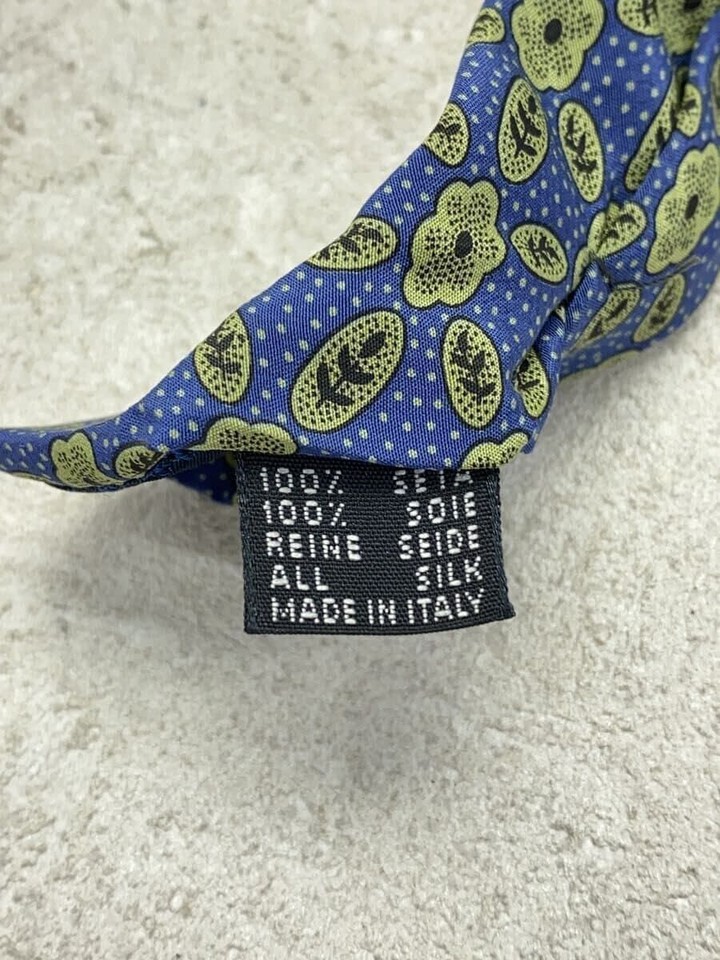 100% SETA
100% SOIE
REINE SEIDE
ALL SILK
MADE IN ITALY